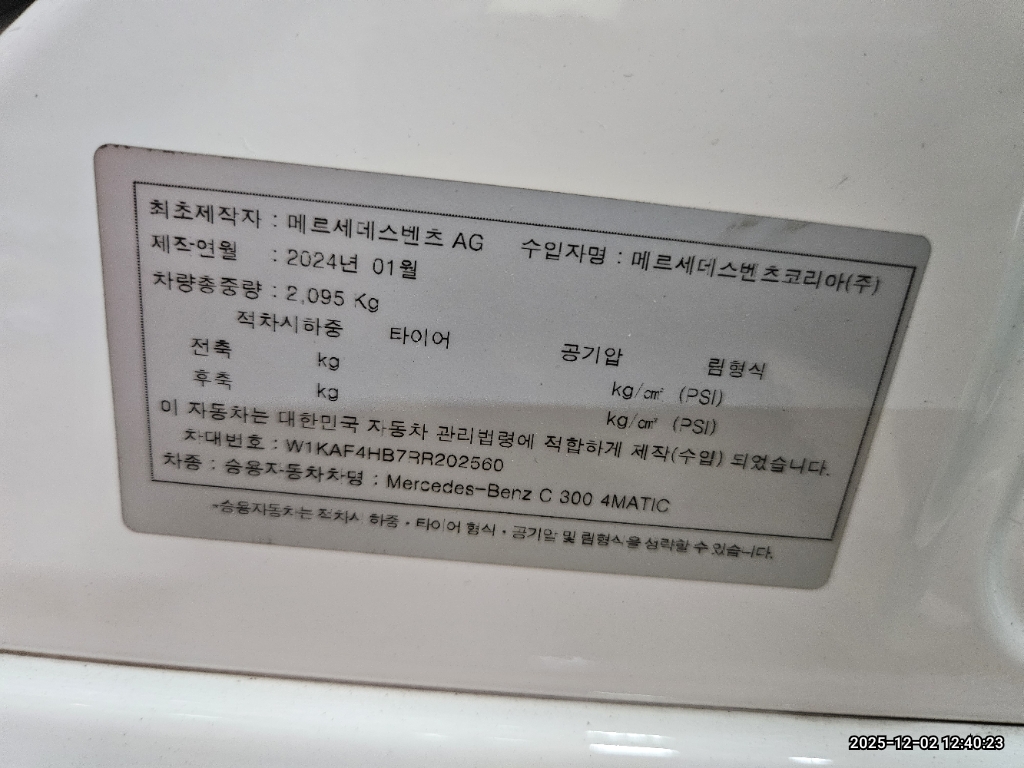 최초제작자 : 메르세데스벤츠 AG 수입자명 : 메르세데스벤츠코리아(주)
제조연월 : 2024년 01월
차량총중량 : 2,095 Kg
적차시하중 타이어 공기압 림형식
전축 kg kg/㎠ (PSI)
후축 kg kg/㎠ (PSI)
이 자동차는 대한민국 자동차 관리법령에 적합하게 제작(수입) 되었습니다.
차대번호 : W1KAF4HB7RR202560
차종 : 승용자동차차명 : Mercedes-Benz C 300 4MATIC
*승용자동차는 적차시 하중·타이어 형식·공기압 및 림형식을 생략할 수 있습니다.
2025-12-02 12:40:23